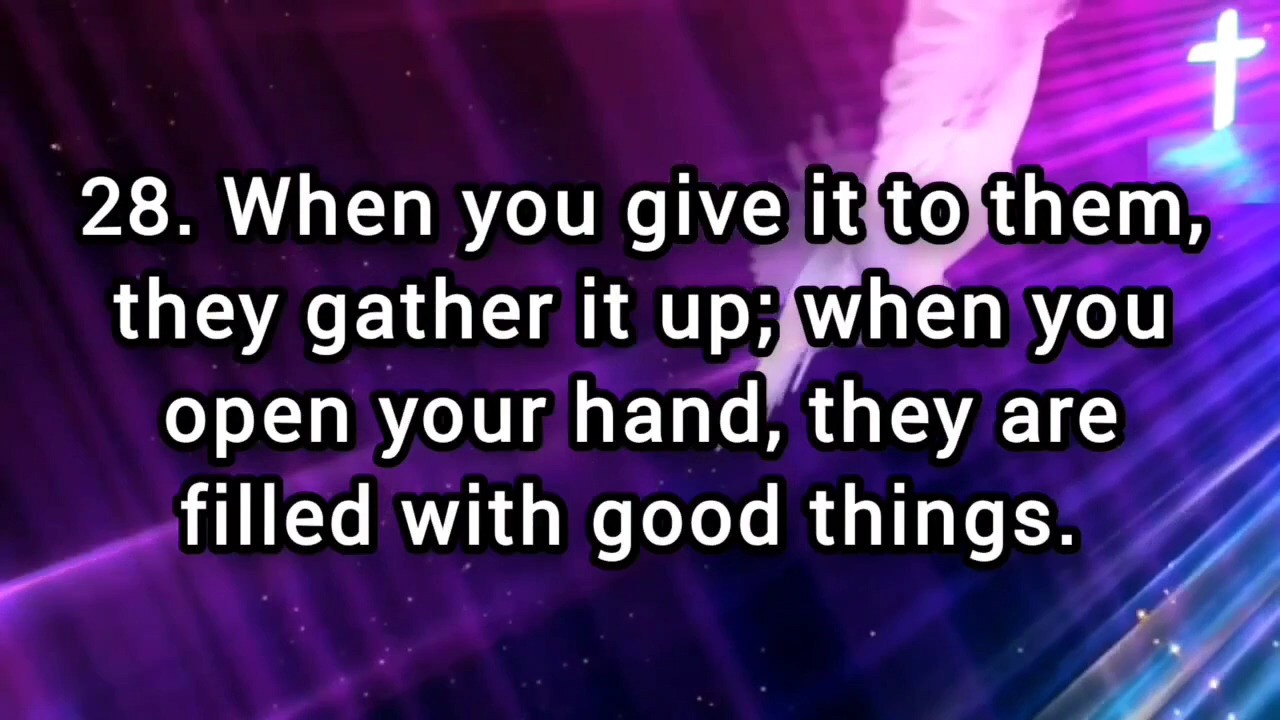 28. When you give it to them,
they gather it up; when you
open your hand, they are
filled with good things.